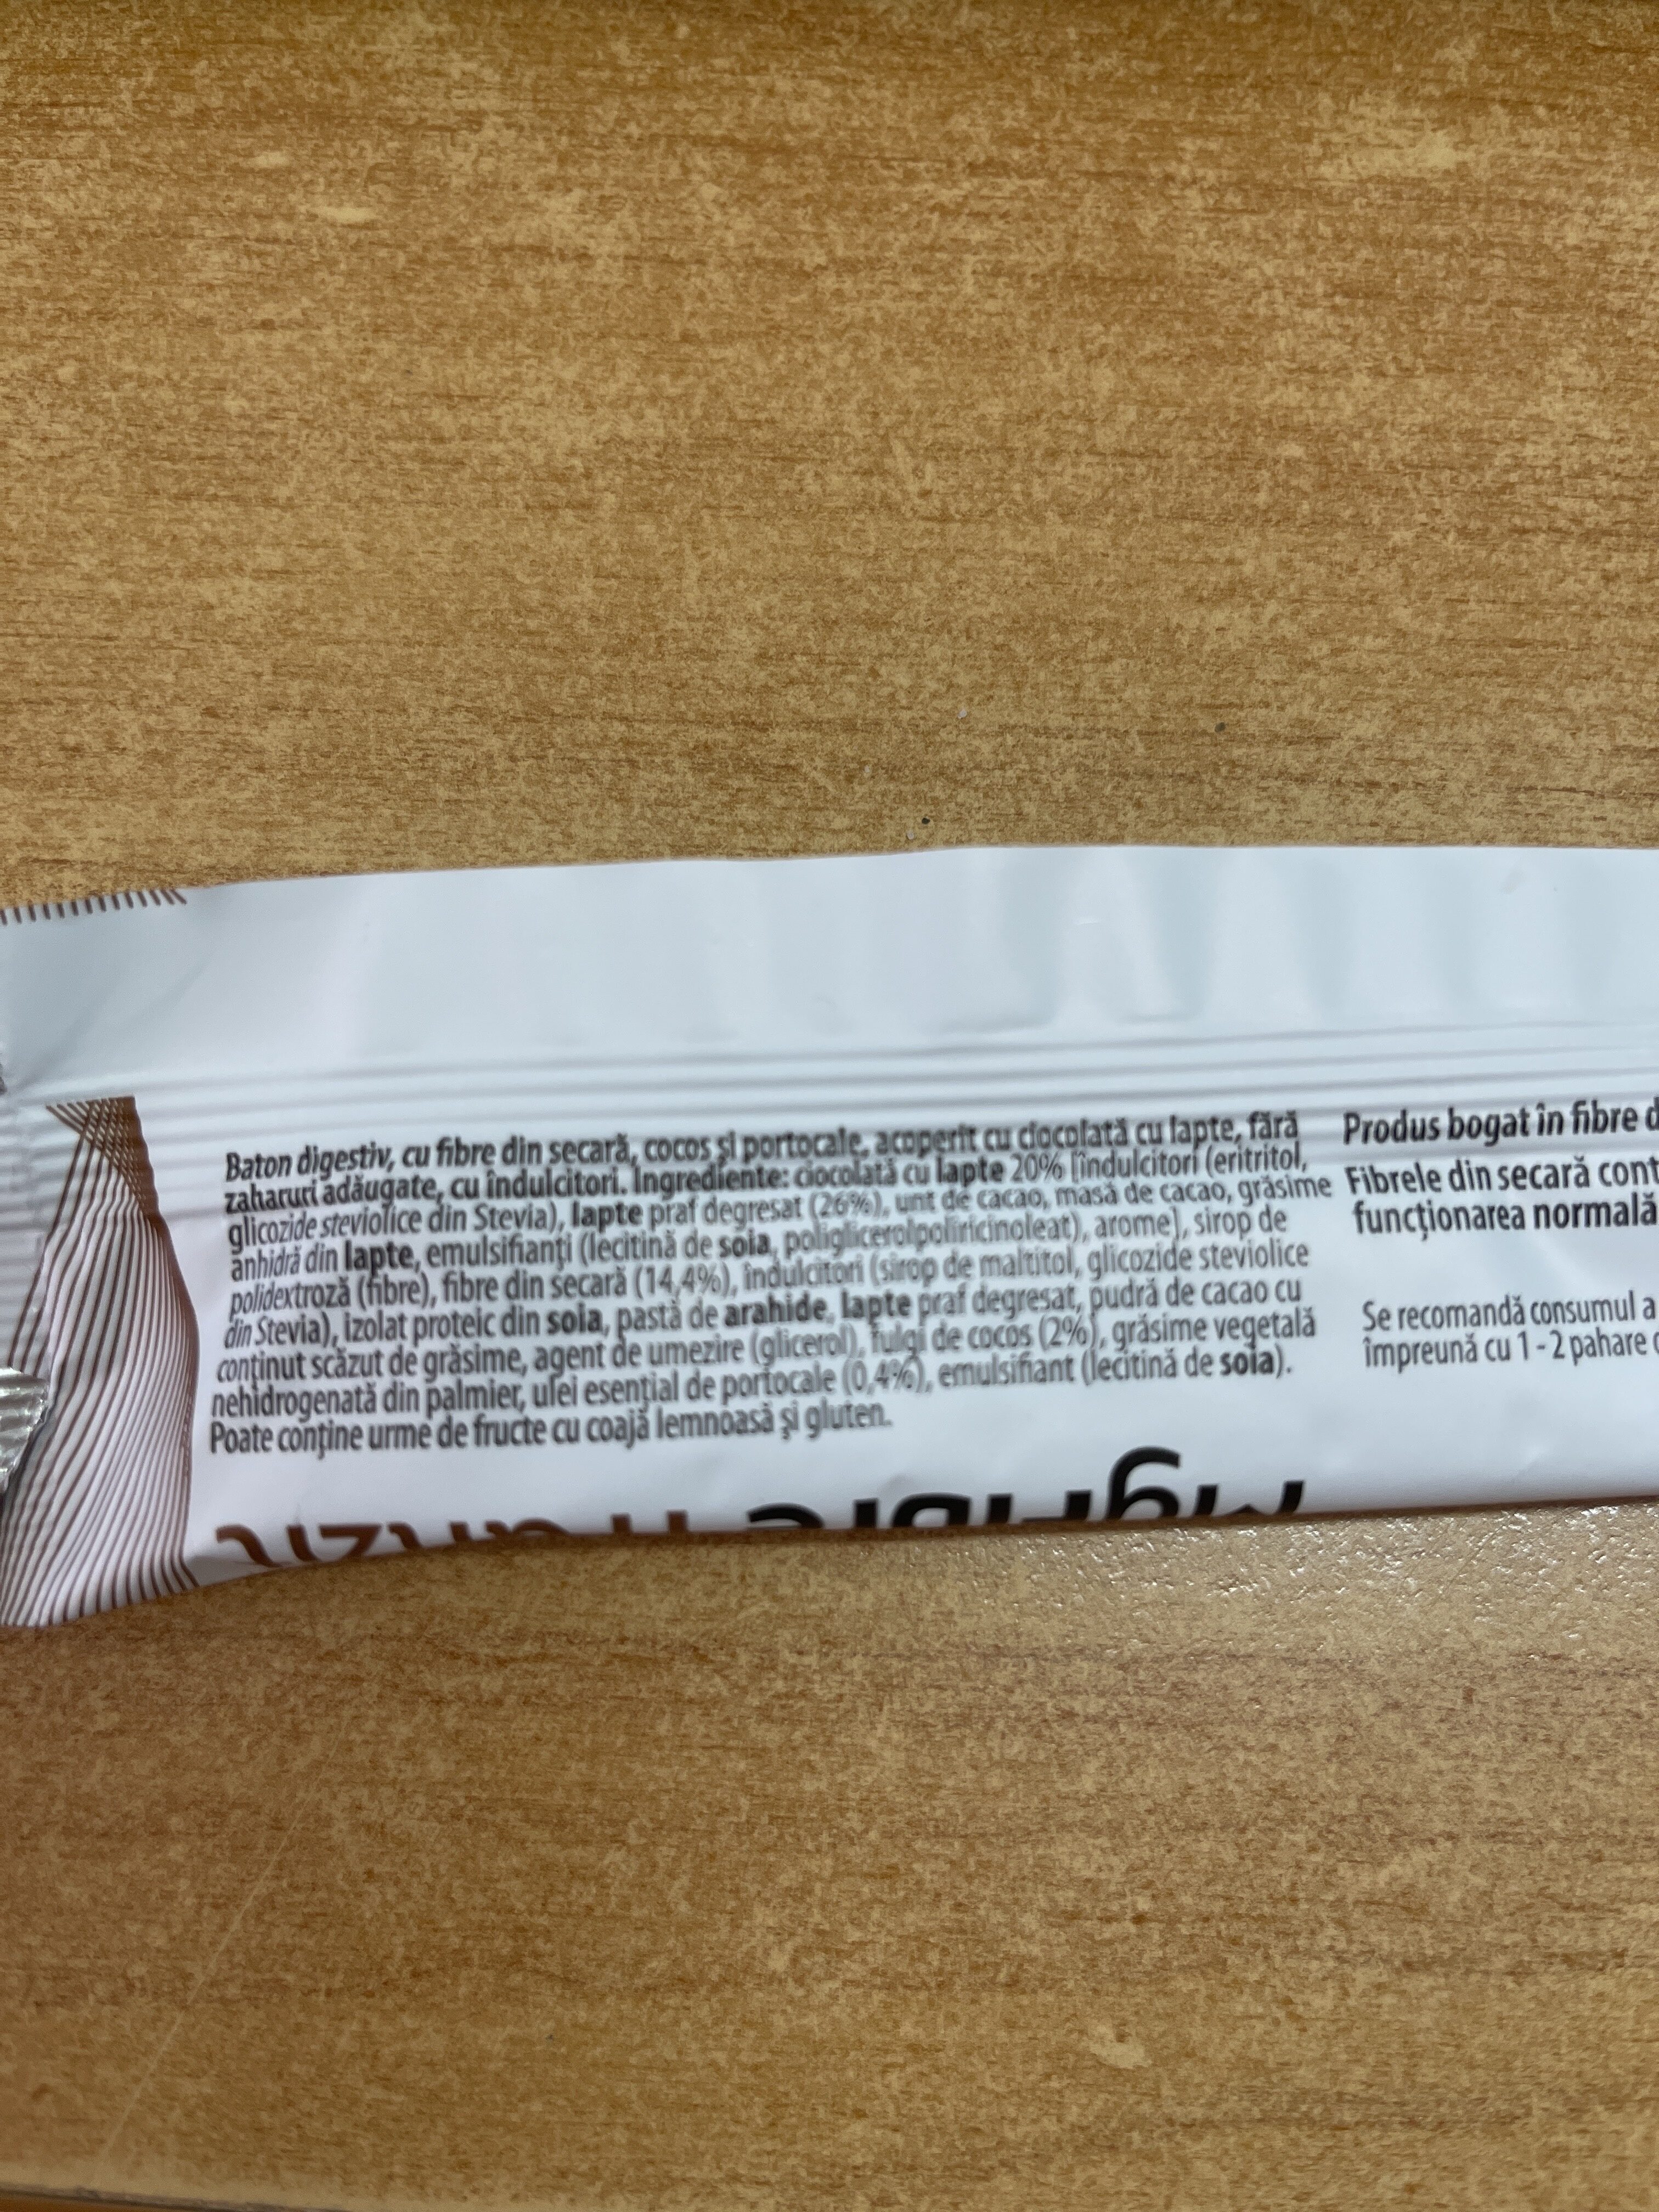 Baton digestiv, cu fibre din secară, cocos și portocale, acoperit cu ciocolată cu lapte, fără
zaharuri adăugate, cu îndulcitori. Ingrediente: ciocolată cu lapte 20% [îndulcitori (eritritol,
glicozide steviolice din Stevia), lapte praf degresat (26%), unt de cacao, masă de cacao, grăsime
anhidră din lapte, emulsifianți (lecitină de soia, poliglicerolpoliricinoleat), arome], sirop de
polidextroză (fibre), fibre din secară (14,4%), îndulcitori (sirop de maltitol, glicozide steviolice
din Stevia), izolat proteic din soia, pastă de arahide, lapte praf degresat, pudră de cacao cu
conținut scăzut de grăsime, agent de umezire (glicerol), fulgi de cocos (2%), grăsime vegetală
nehidrogenată din palmier, ulei esențial de portocale (0,4%), emulsifiant (lecitină de soia).
Poate conține urme de fructe cu coajă lemnoasă și gluten.
Produs bogat în fibre d
Fibrele din secară cont
funcționarea normală
Se recomandă consumul a
împreună cu 1 - 2 pahare